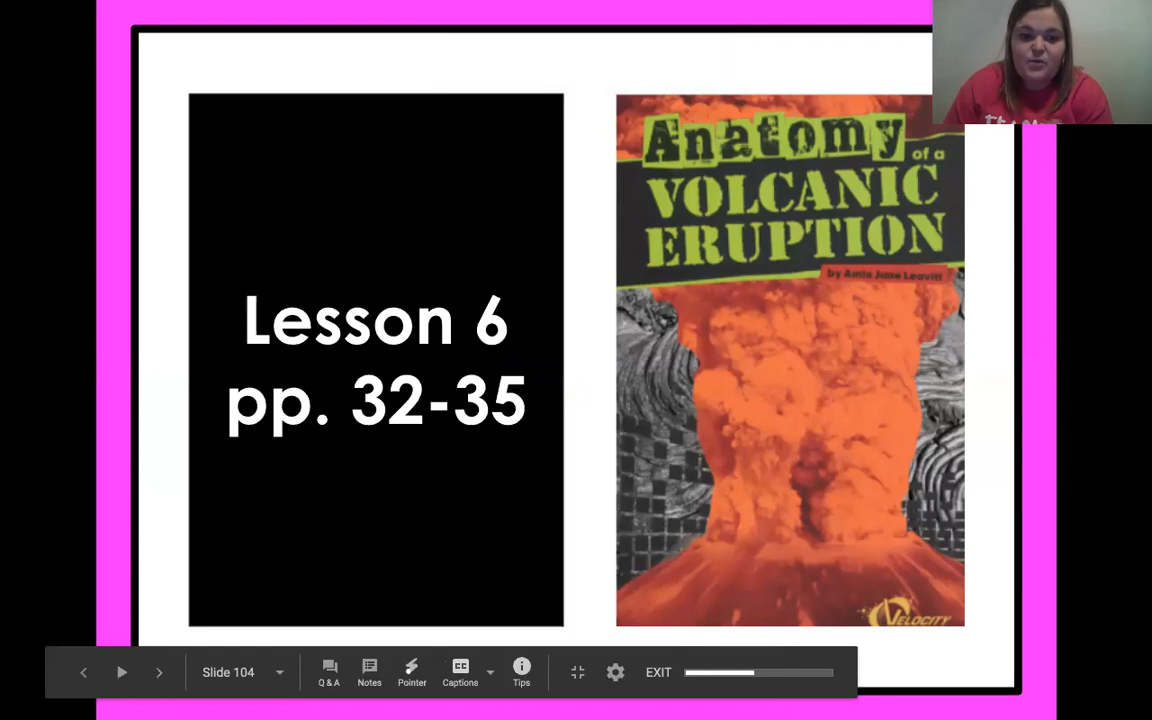 Lesson 6
pp. 32-35
Anatomy
of a
VOLCANIC
ERUPTION
by Amie Jane Leavitt
VELOCITY
Slide 104
Q & A
Notes
Pointer
CC
Captions
Tips
EXIT